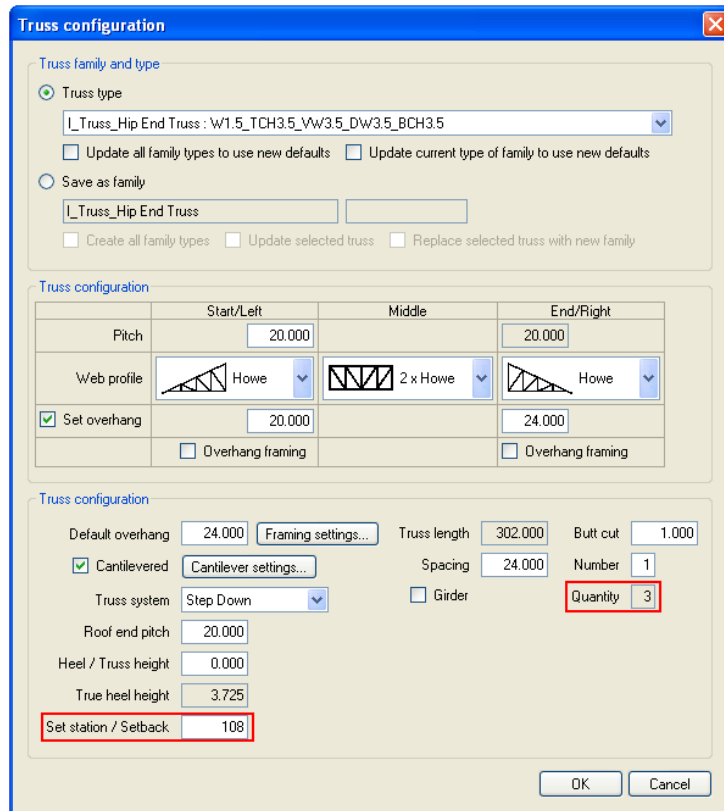 Truss configuration
Truss family and type
Truss type
I_Truss_Hip End Truss : W1.5_TCH3.5_VW3.5_DW3.5_BCH3.5
Update all family types to use new defaults Update current type of family to use new defaults
Save as family
I_Truss_Hip End Truss
Create all family types Update selected truss Replace selected truss with new family
Truss configuration
Start/Left Middle End/Right
Pitch 20.000 20.000
Web profile Howe 2 x Howe Howe
Set overhang 20.000 24.000
Overhang framing Overhang framing
Truss configuration
Default overhang 24.000 Framing settings... Truss length 302.000 Butt cut 1.000
Cantilevered Cantilever settings... Spacing 24.000 Number 1
Truss system Step Down Girder Quantity 3
Roof end pitch 20.000
Heel / Truss height 0.000
True heel height 3.725
Set station / Setback 108
OK Cancel